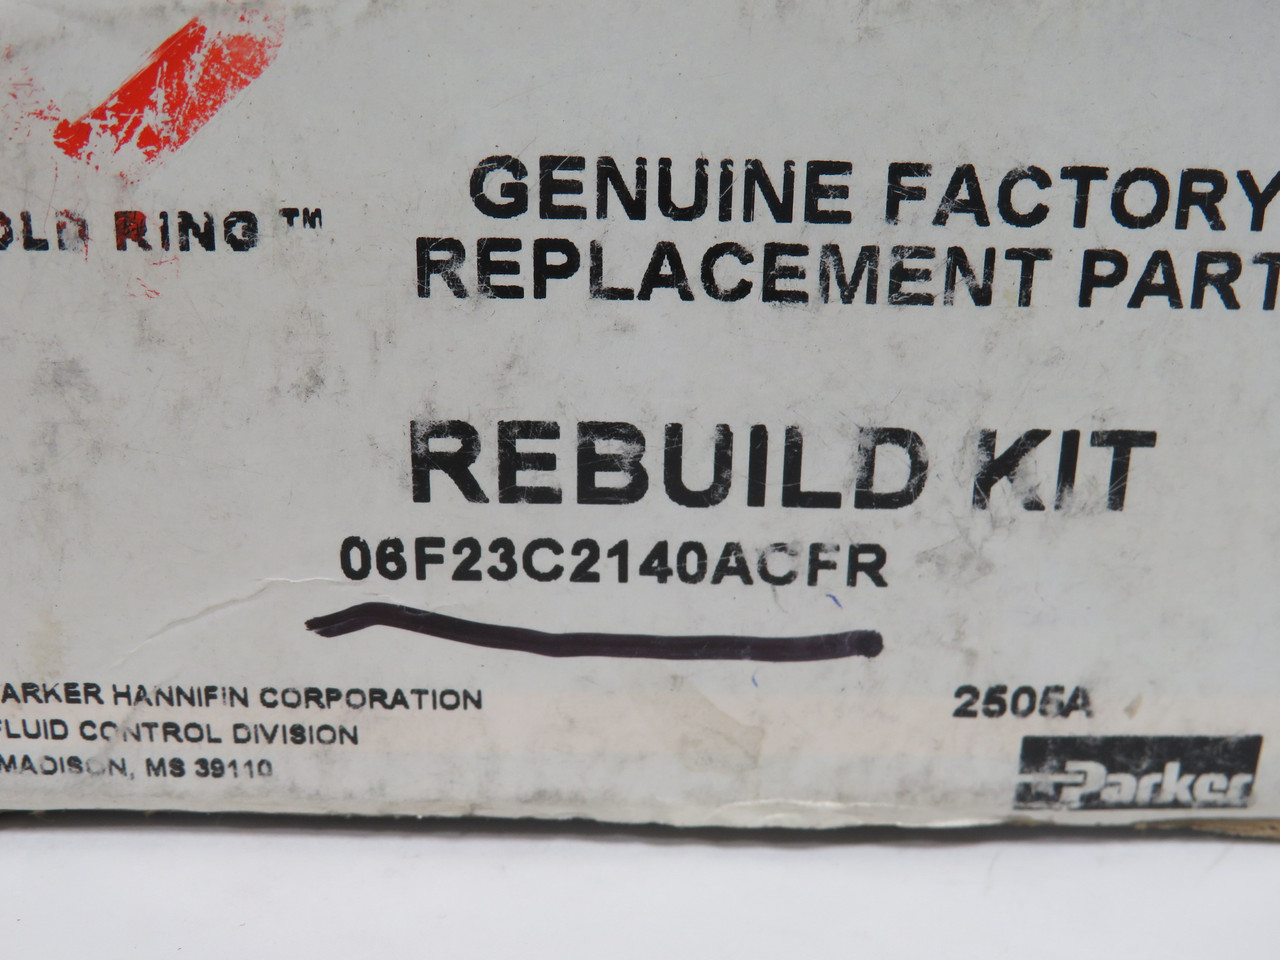 OLD RING ™
GENUINE FACTORY
REPLACEMENT PART
REBUILD KIT
06F23C2140ACFR
ARKER HANNIFIN CORPORATION
FLUID CONTROL DIVISION
MADISON, MS 39110
2505A
Parker